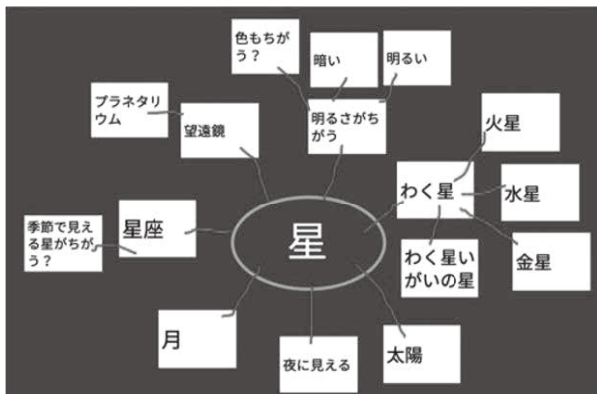 色もちが
う？
暗い
明るい
プラネタリ
ウム
望遠鏡
明るさがち
がう
火星
わく星
水星
季節で見え
る星がちが
う？
星座
星
わく星い
がいの星
金星
月
夜に見える
太陽